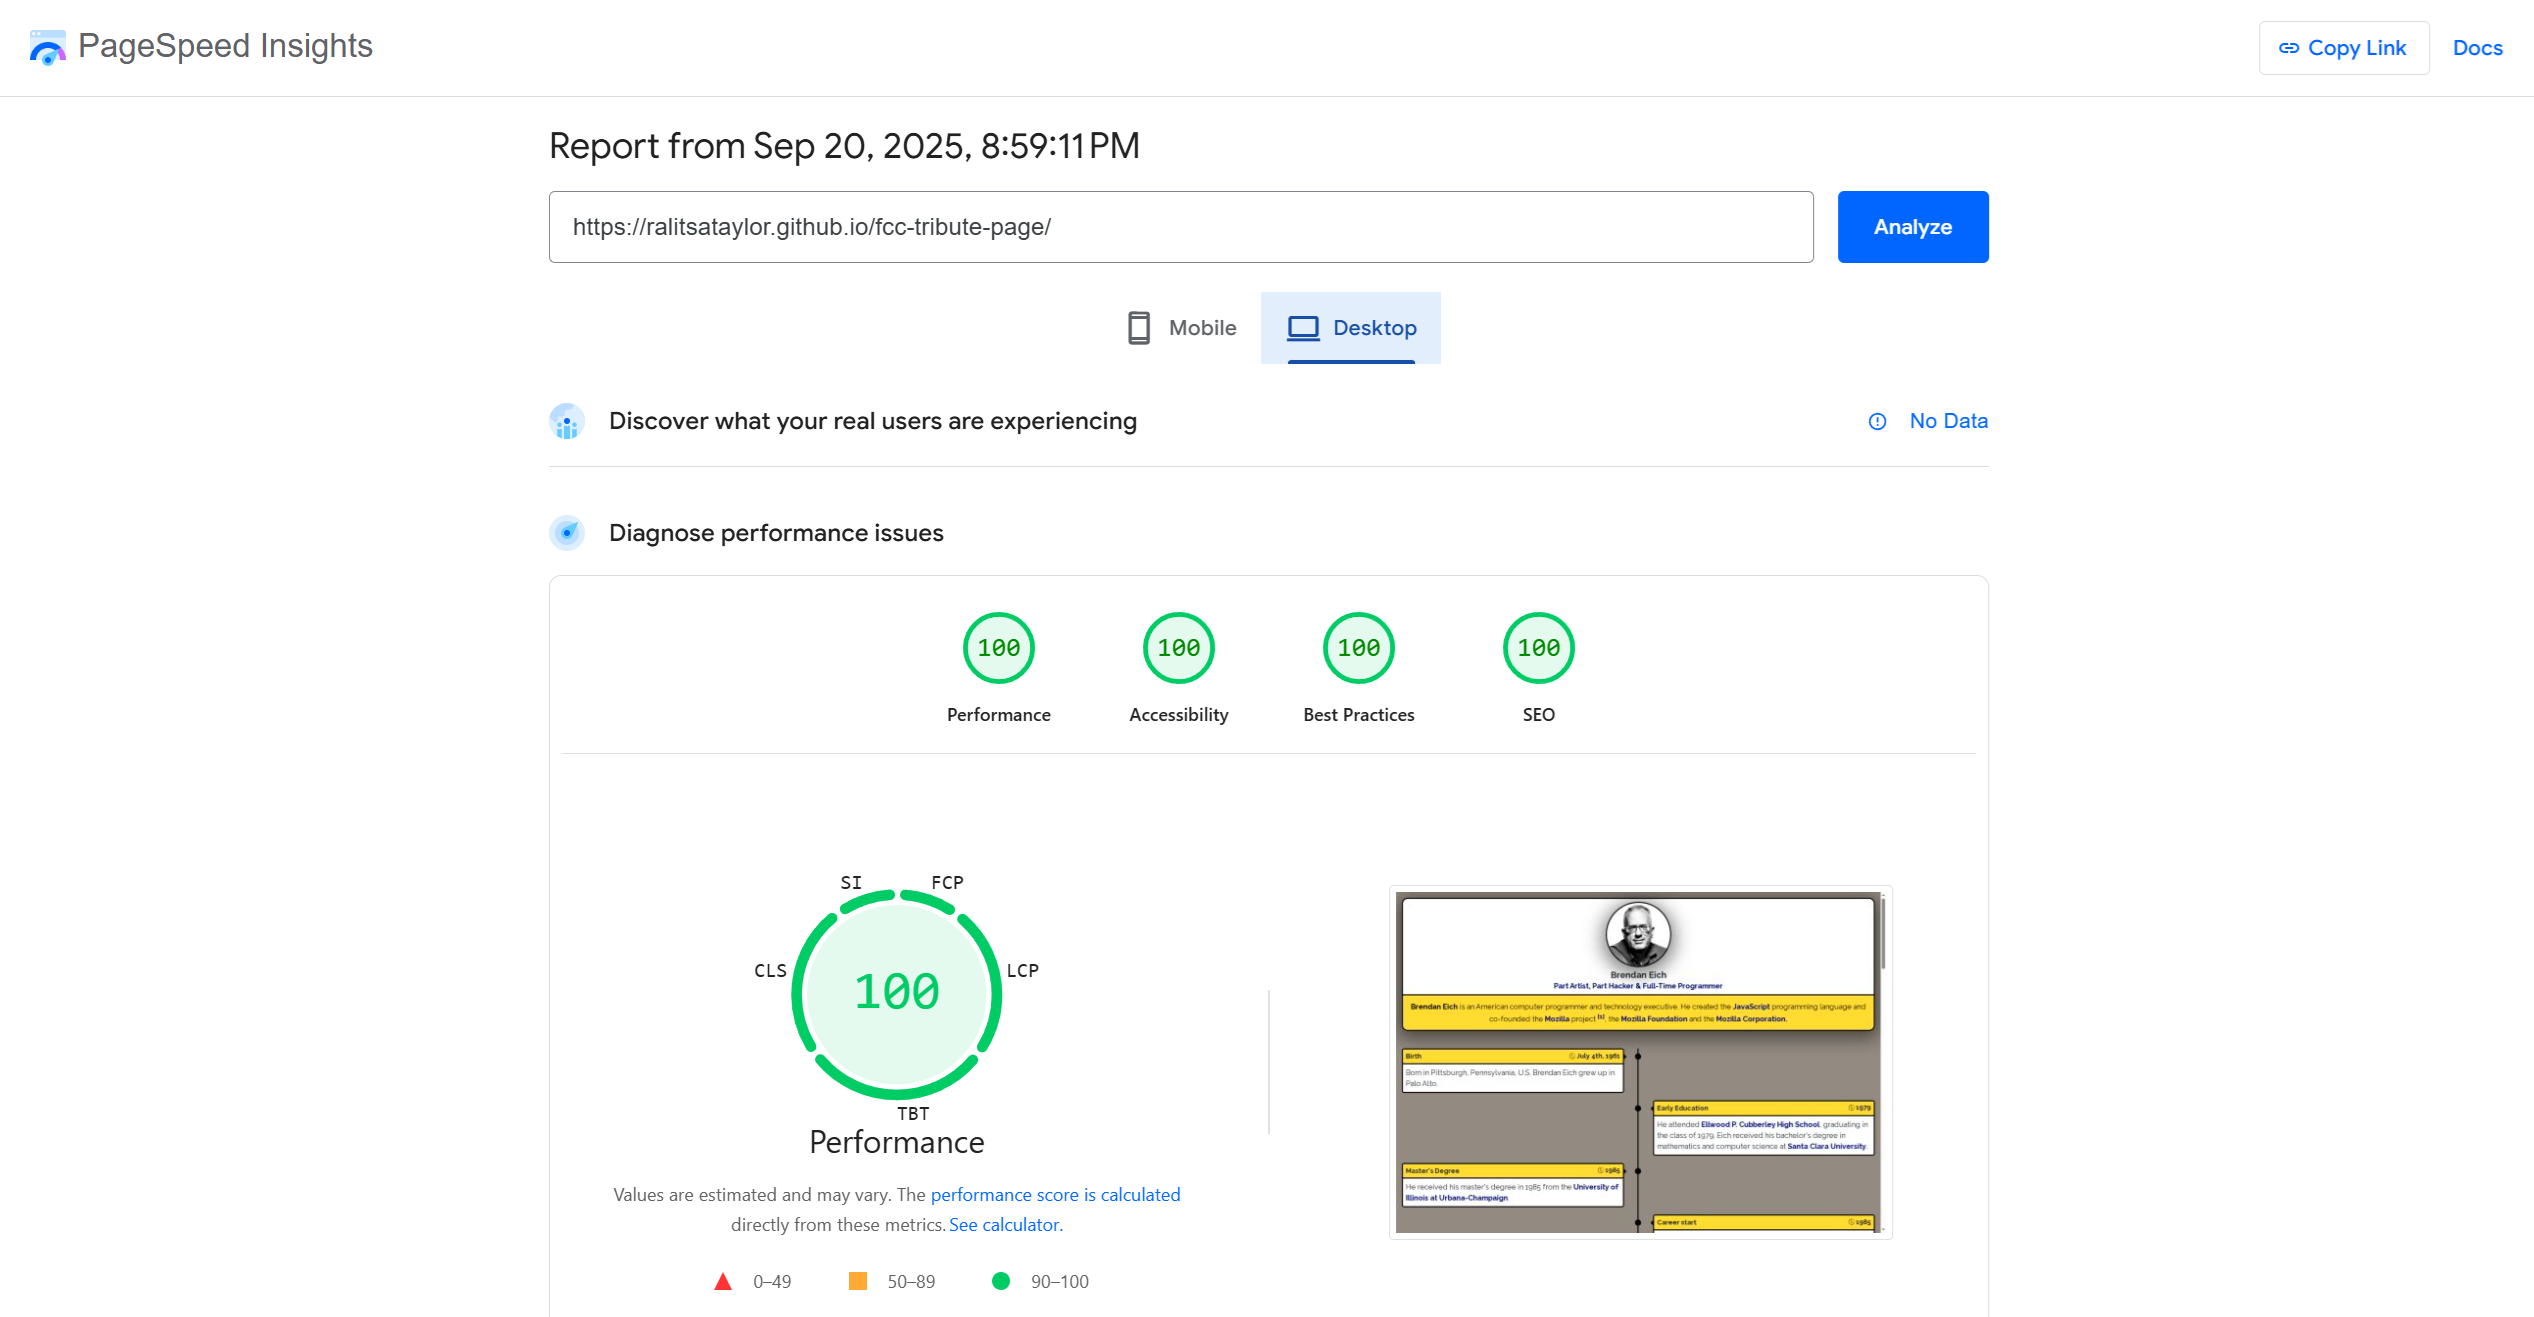 PageSpeed Insights
Copy Link
Docs
Report from Sep 20, 2025, 8:59:11 PM
https://ralitsataylor.github.io/fcc-tribute-page/
Analyze
Mobile
Desktop
Discover what your real users are experiencing
No Data
Diagnose performance issues
100
100
100
100
Performance
Accessibility
Best Practices
SEO
SI
FCP
CLS
LCP
100
TBT
Performance
Values are estimated and may vary. The performance score is calculated
directly from these metrics. See calculator.
0–49
50–89
90–100
Brendan Eich
Part Artist, Part Hacker & Full-Time Programmer
Brendan Eich is an American computer programmer and technology executive. He created the JavaScript programming language and
co-founded the Mozilla project [1], the Mozilla Foundation and the Mozilla Corporation.
Birth
July 4th, 1961
Born in Pittsburgh, Pennsylvania, U.S. Brendan Eich grew up in
Palo Alto.
Early Education
1979
He attended Ellwood P. Cubberley High School, graduating in
the class of 1979. Eich received his bachelor's degree in
mathematics and computer science at Santa Clara University.
Master's Degree
1985
He received his master's degree in 1985 from the University of
Illinois at Urbana-Champaign
Career start
1985